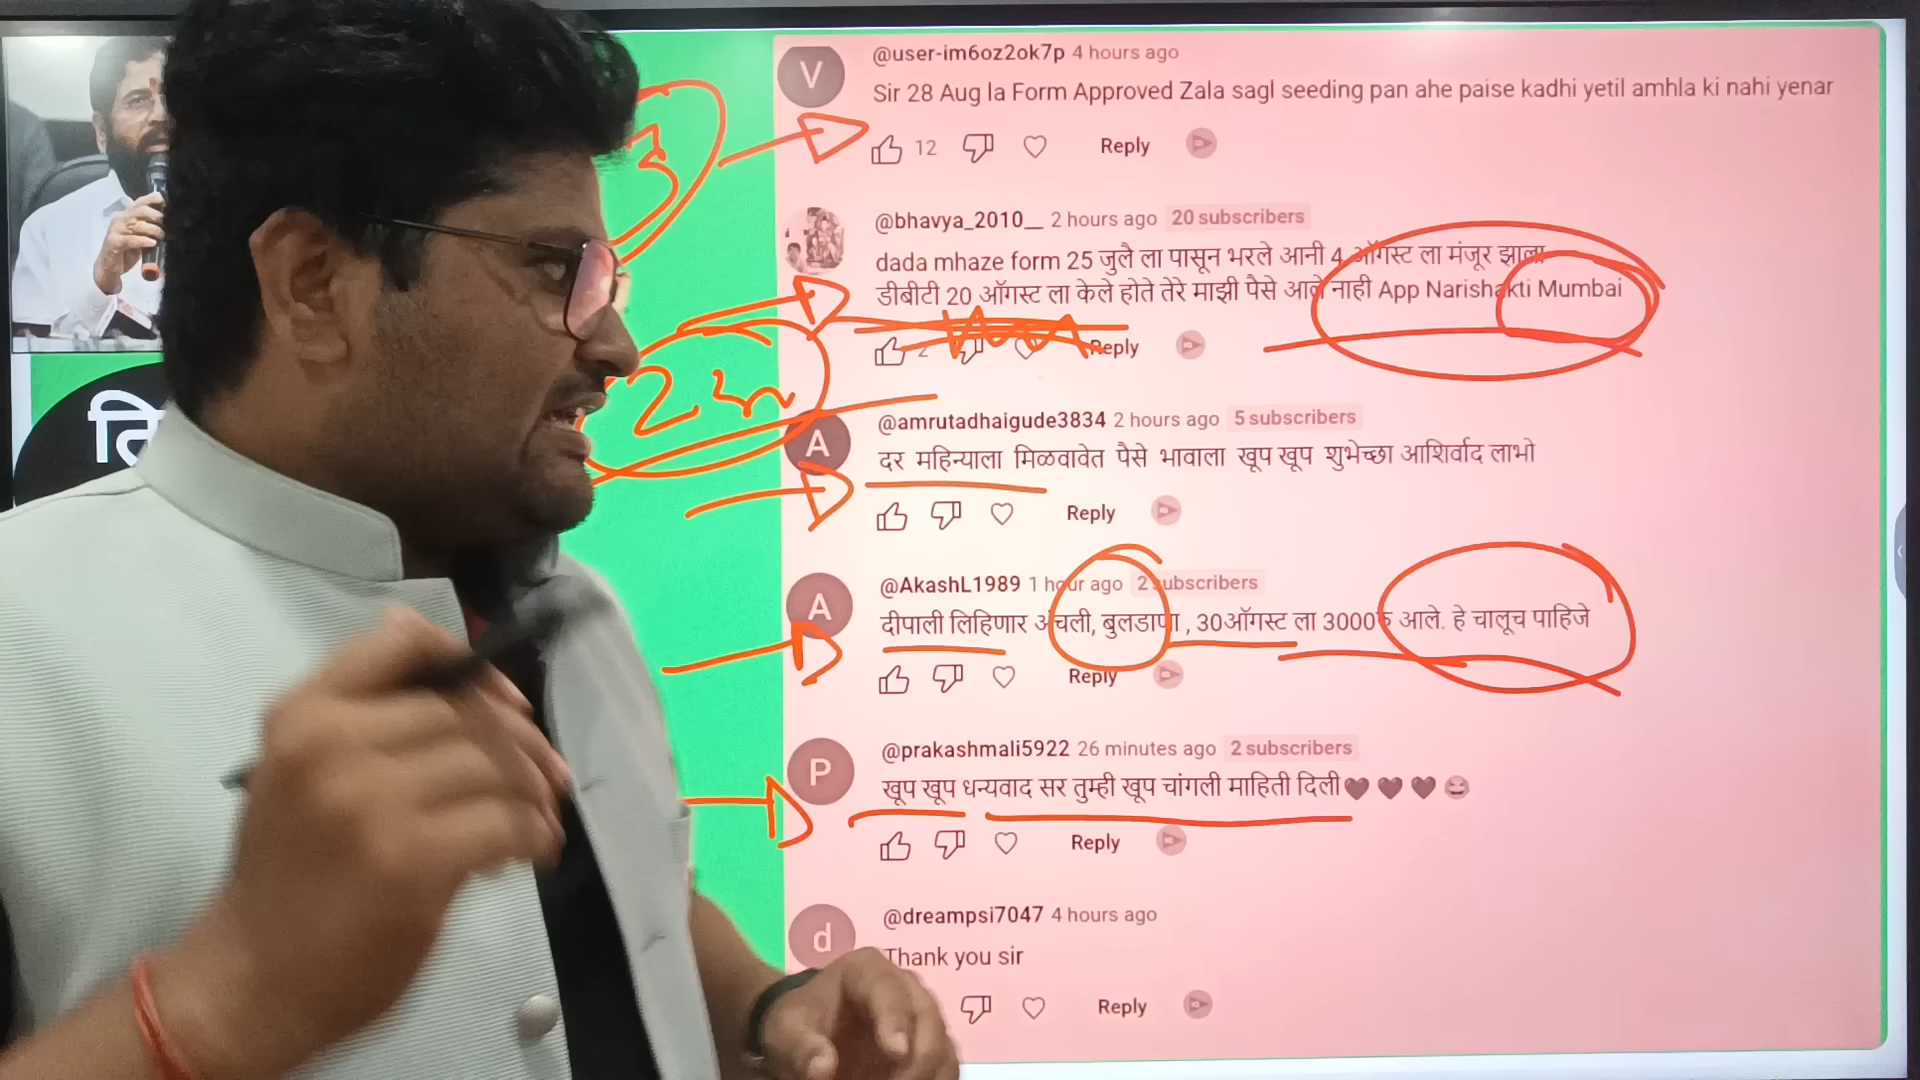 @user-im6oz2ok7p 4 hours ago
Sir 28 Aug la Form Approved Zala sagl seeding pan ahe paise kadhi yetil amhla ki nahi yenar
12
Reply
@bhavya_2010__ 2 hours ago 20 subscribers
dada mhaze form 25 जुलै ला पासून भरले आनी 4 ऑगस्ट ला मंजूर झाला
डीबीटी 20 ऑगस्ट ला केले होते तेरे माझी पैसे आले नाही App Narishakti Mumbai
2 Reply
@amrutadhaigude3834 2 hours ago 5 subscribers
दर महिन्याला मिळवावेत पैसे भावाला खूप खूप शुभेच्छा आशिर्वाद लाभो
Reply
@AkashL1989 1 hour ago 2 subscribers
दीपाली लिहिणार अंचली, बुलडाणा , 30ऑगस्ट ला 3000रु आले. हे चालूच पाहिजे
Reply
@prakashmali5922 26 minutes ago 2 subscribers
खूप खूप धन्यवाद सर तुम्ही खूप चांगली माहिती दिली
Reply
@dreampsi7047 4 hours ago
Thank you sir
Reply
V
A
A
P
d
ति